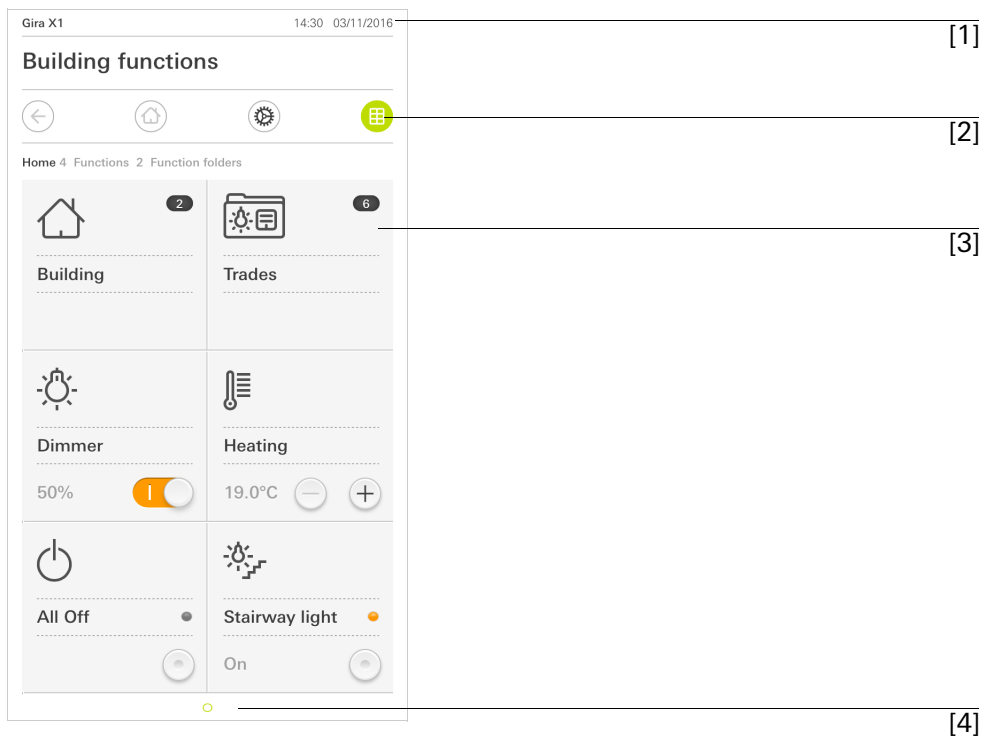 Gira X1 14:30 03/11/2016
[1]
Building functions
[2]
Home 4 Functions 2 Function folders
2 6
[3]
Building Trades
Dimmer Heating
50% 19.0°C
All Off Stairway light
On
[4]